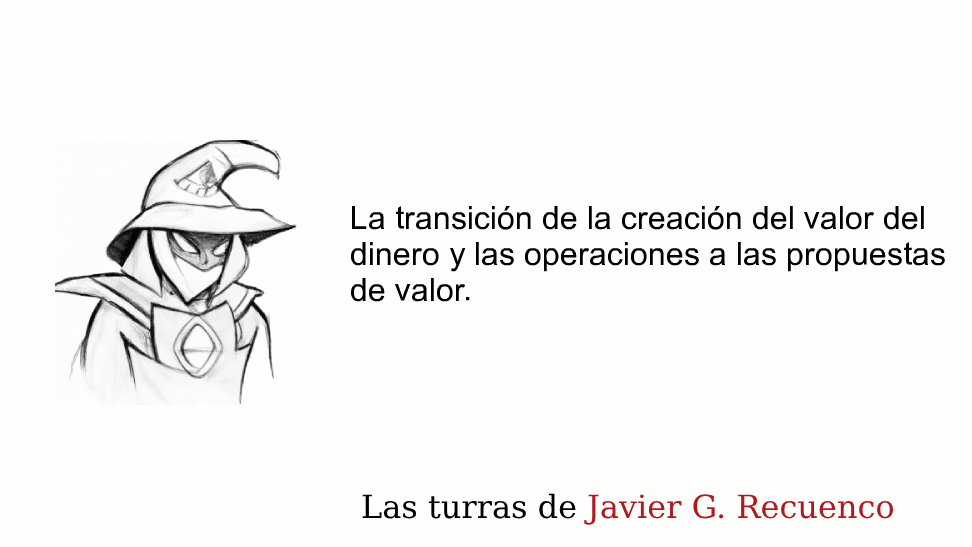 La transición de la creación del valor del
dinero y las operaciones a las propuestas
de valor.
Las turras de Javier G. Recuenco